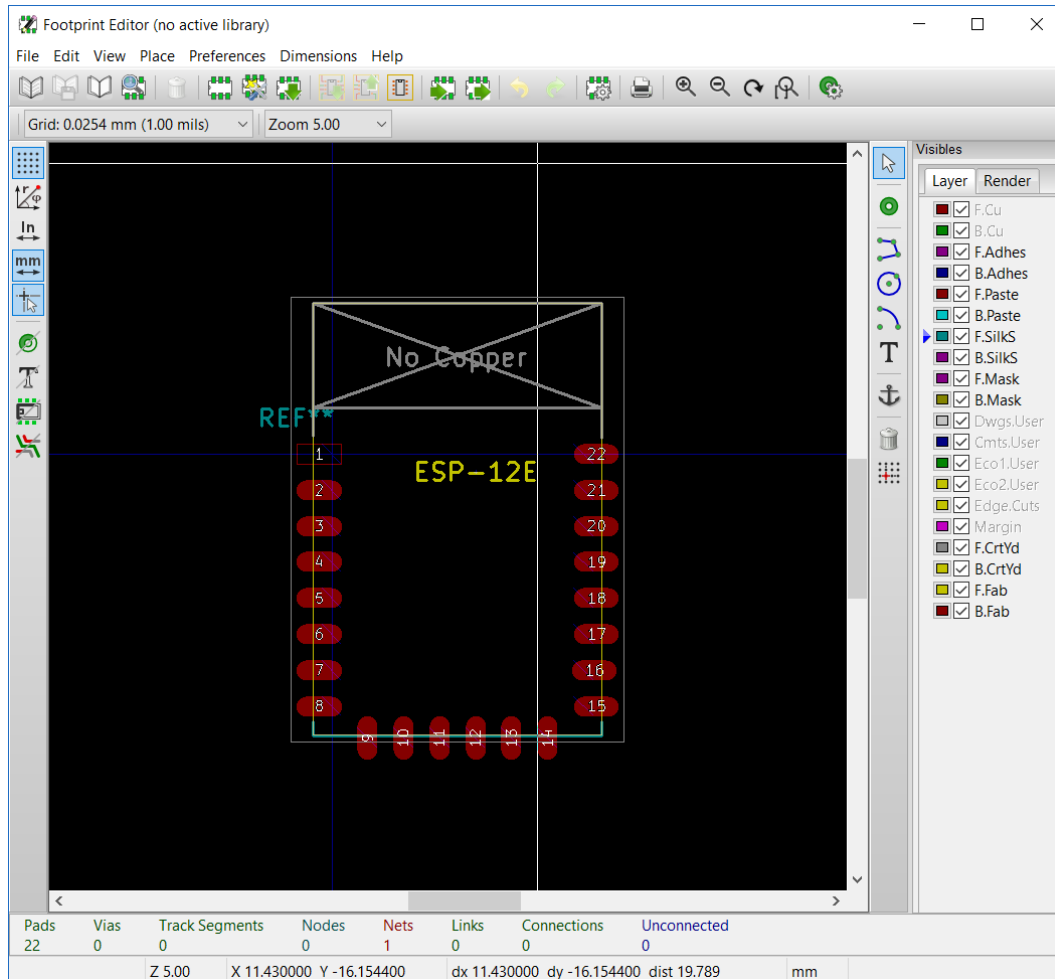 Footprint Editor (no active library)
File Edit View Place Preferences Dimensions Help
Grid: 0.0254 mm (1.00 mils) Zoom 5.00
In
mm
No Copper
REF**
ESP-12E
1 22
2 21
3 20
4 19
5 18
6 17
7 16
8 15
9 10 11 12 13 14
T
Visibles
Layer Render
F.Cu
B.Cu
F.Adhes
B.Adhes
F.Paste
B.Paste
F.SilkS
B.SilkS
F.Mask
B.Mask
Dwgs.User
Cmts.User
Eco1.User
Eco2.User
Edge.Cuts
Margin
F.CrtYd
B.CrtYd
F.Fab
B.Fab
Pads Vias Track Segments Nodes Nets Links Connections Unconnected
22 0 0 0 1 0 0 0
Z 5.00 X 11.430000 Y -16.154400 dx 11.430000 dy -16.154400 dist 19.789 mm